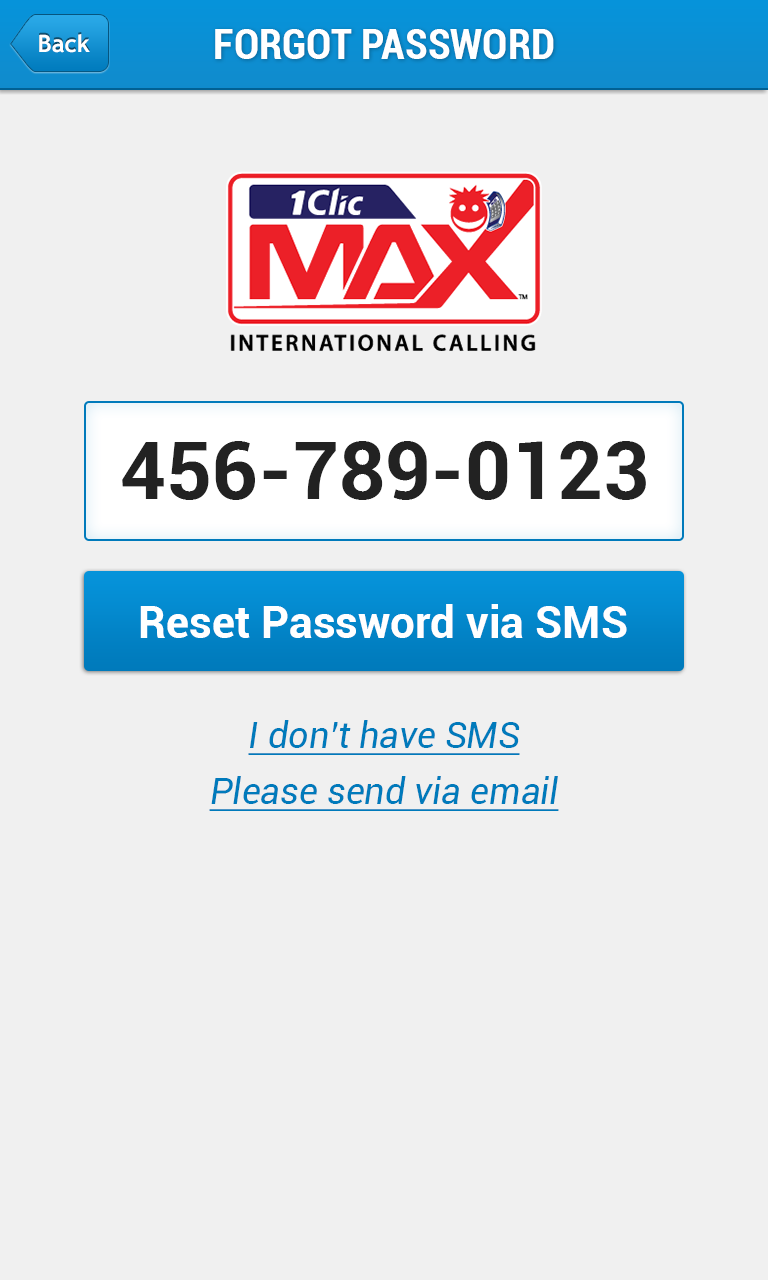 Back
FORGOT PASSWORD
1Clic
MAX™
INTERNATIONAL CALLING
456-789-0123
Reset Password via SMS
I don't have SMS
Please send via email